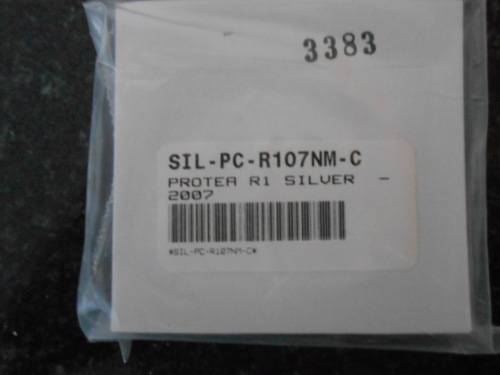 3383
SIL-PC-R107NM-C
PROTEA R1 SILVER -
2007
*SIL-PC-R107NM-C*